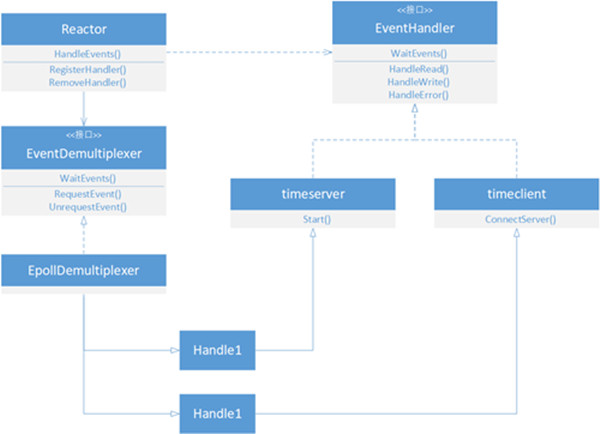 Reactor
HandleEvents()
RegisterHandler()
RemoveHandler()
<<接口>>
EventHandler
WaitEvents()
HandleRead()
HandleWrite()
HandleError()
<<接口>>
EventDemultiplexer
WaitEvents()
RequestEvent()
UnrequestEvent()
timeserver
Start()
timeclient
ConnectServer()
EpollDemultiplexer
Handle1
Handle1